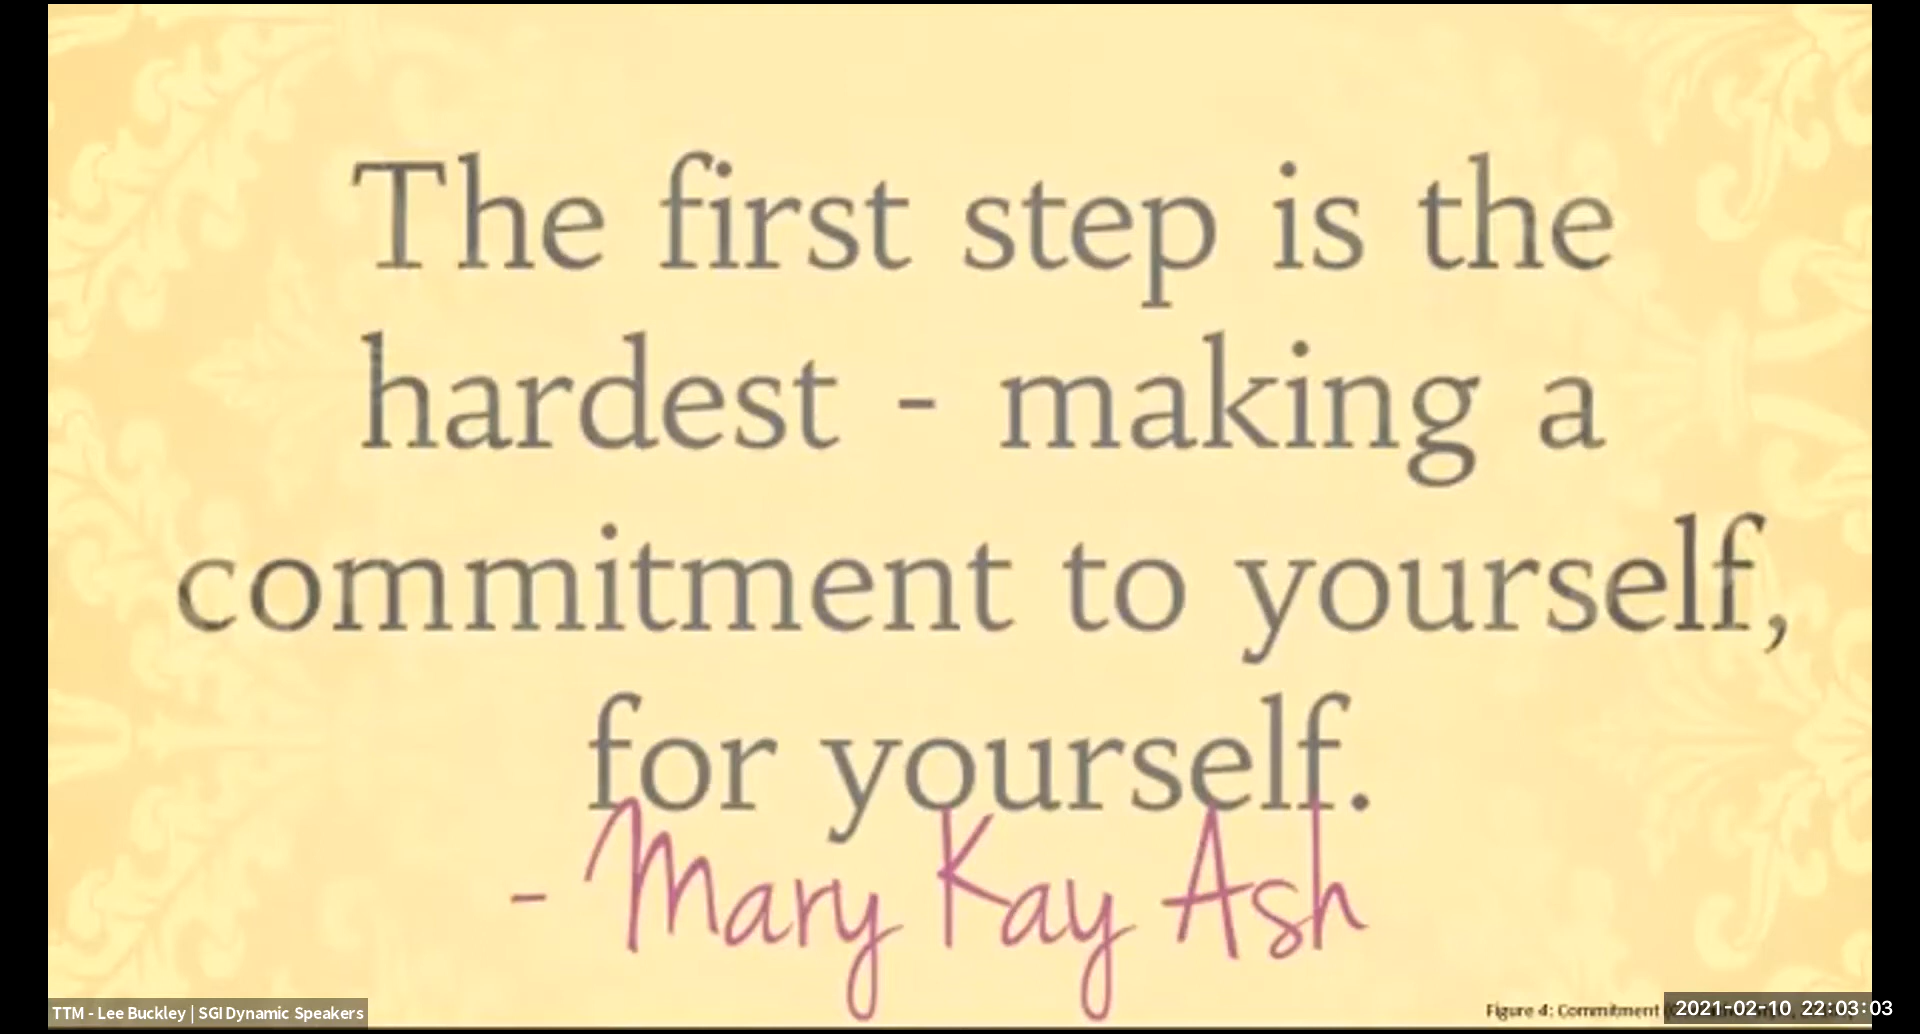 The first step is the
hardest - making a
commitment to yourself,
for yourself.
- Mary Kay Ash
TTM - Lee Buckley | SGI Dynamic Speakers
Figure 4: Commitment
2021-02-10 22:03:03